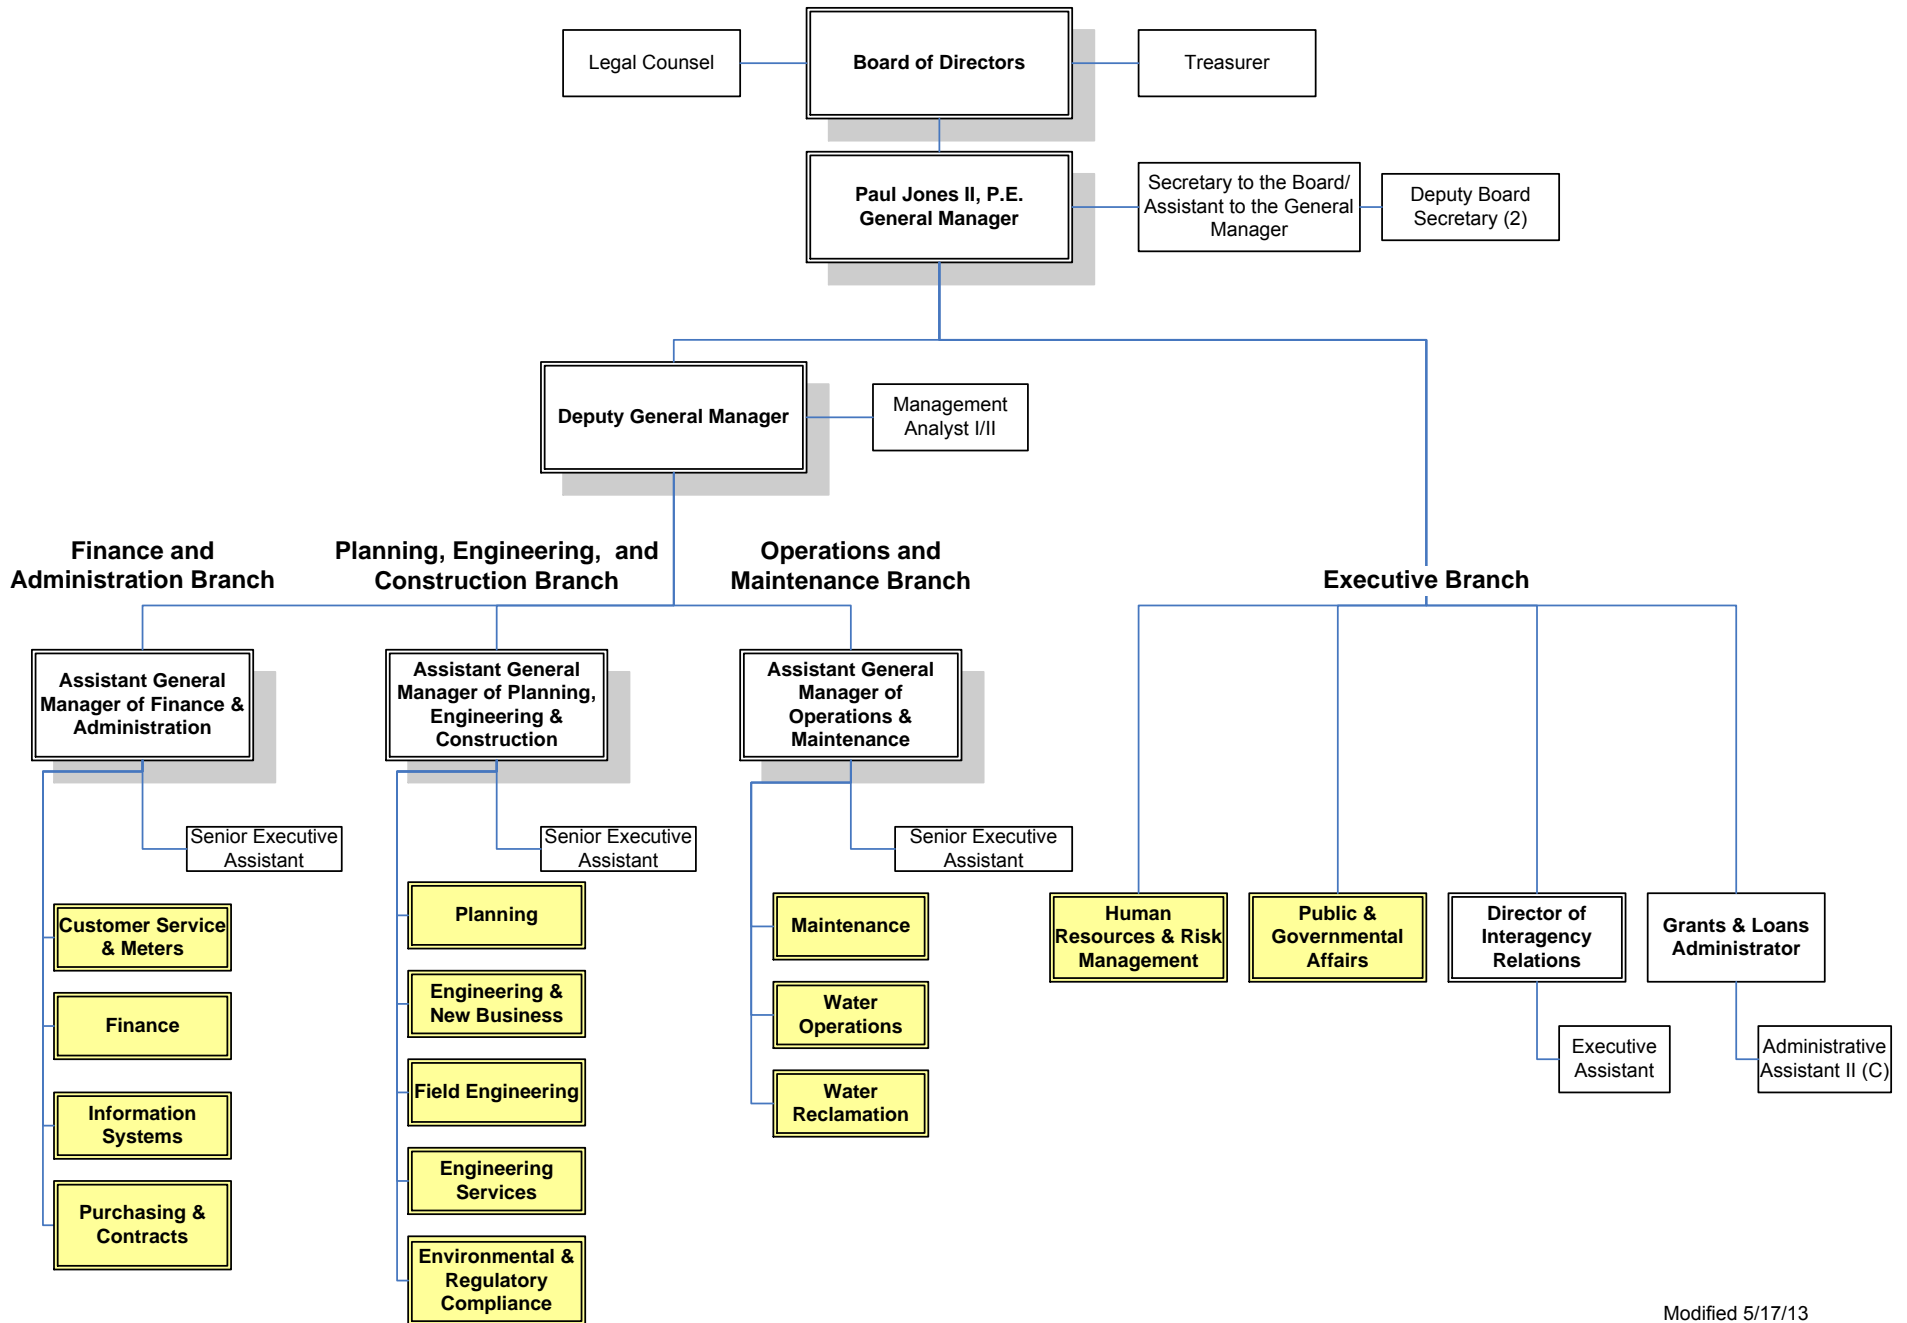 Legal Counsel
Board of Directors
Treasurer
Paul Jones II, P.E.
General Manager
Secretary to the Board/
Assistant to the General
Manager
Deputy Board
Secretary (2)
Deputy General Manager
Management
Analyst I/II
Finance and
Administration Branch
Planning, Engineering,  and
Construction Branch
Operations and
Maintenance Branch
Executive Branch
Assistant General
Manager of Finance &
Administration
Assistant General
Manager of Planning,
Engineering &
Construction
Assistant General
Manager of
Operations &
Maintenance
Senior Executive
Assistant
Senior Executive
Assistant
Senior Executive
Assistant
Customer Service
& Meters
Finance
Information
Systems
Purchasing &
Contracts
Planning
Engineering &
New Business
Field Engineering
Engineering
Services
Environmental &
Regulatory
Compliance
Maintenance
Water
Operations
Water
Reclamation
Human
Resources & Risk
Management
Public &
Governmental
Affairs
Director of
Interagency
Relations
Grants & Loans
Administrator
Executive
Assistant
Administrative
Assistant II (C)
Modified 5/17/13